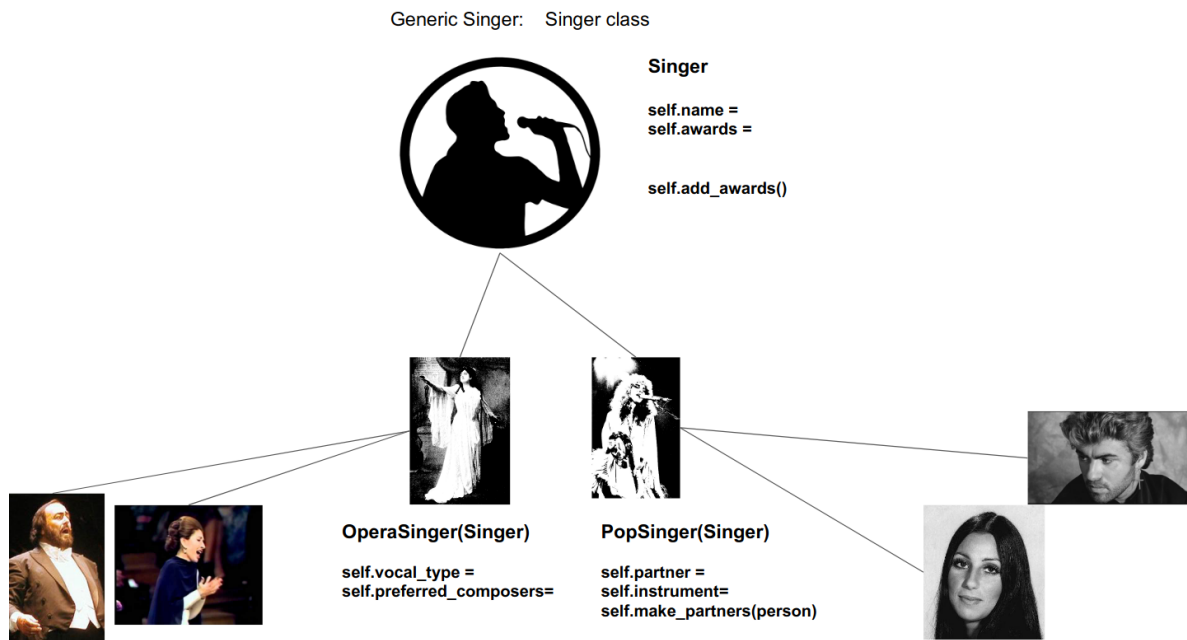 Generic Singer: Singer class
Singer
self.name =
self.awards =
self.add_awards()
OperaSinger(Singer)
self.vocal_type =
self.preferred_composers=
PopSinger(Singer)
self.partner =
self.instrument=
self.make_partners(person)